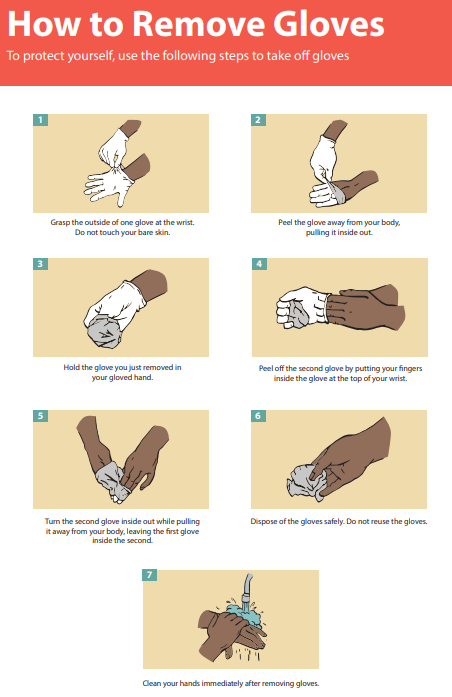 How to Remove Gloves
To protect yourself, use the following steps to take off gloves
1
Grasp the outside of one glove at the wrist.
Do not touch your bare skin.
2
Peel the glove away from your body,
pulling it inside out.
3
Hold the glove you just removed in
your gloved hand.
4
Peel off the second glove by putting your fingers
inside the glove at the top of your wrist.
5
Turn the second glove inside out while pulling
it away from your body, leaving the first glove
inside the second.
6
Dispose of the gloves safely. Do not reuse the gloves.
7
Clean your hands immediately after removing gloves.